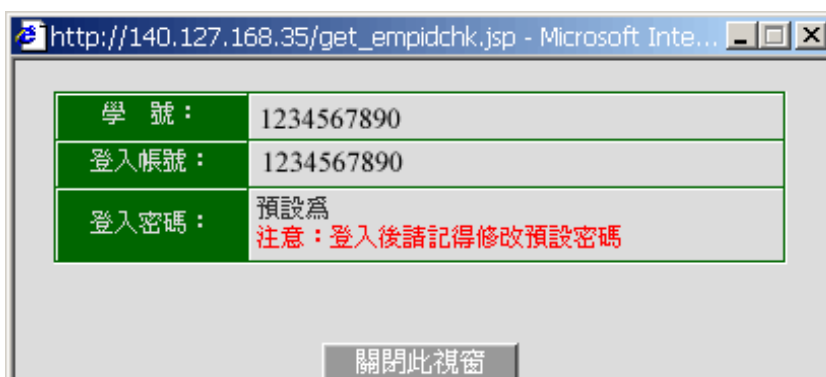 http://140.127.168.35/get_empidchk.jsp - Microsoft Inte...
學 號： 1234567890
登入帳號： 1234567890
登入密碼： 預設爲
注意：登入後請記得修改預設密碼
關閉此視窗